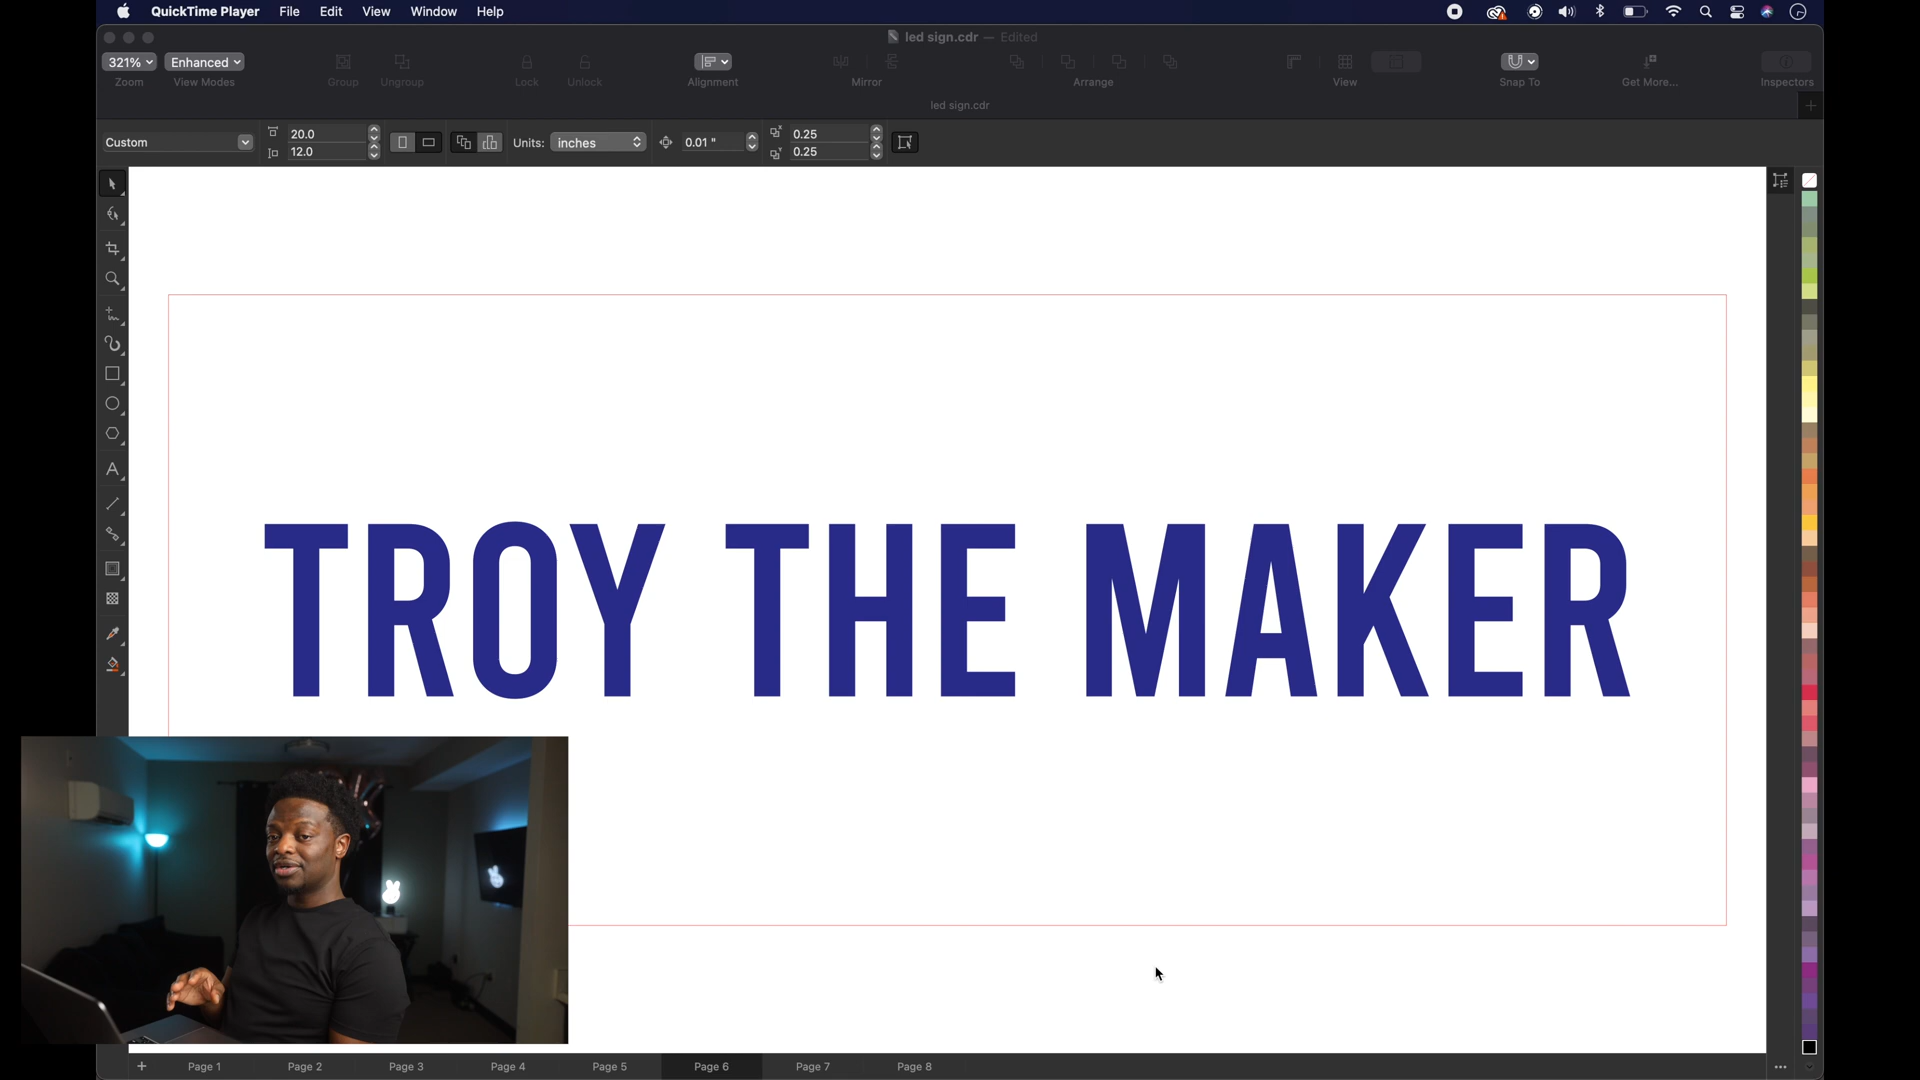 QuickTime Player File Edit View Window Help
led sign.cdr — Edited
321% Enhanced
Zoom View Modes Group Ungroup Lock Unlock Alignment Mirror Arrange View Snap To Get More... Inspectors
led sign.cdr
Custom 20.0 12.0 Units: inches 0.01 " 0.25 0.25
TROY THE MAKER
Page 1 Page 2 Page 3 Page 4 Page 5 Page 6 Page 7 Page 8